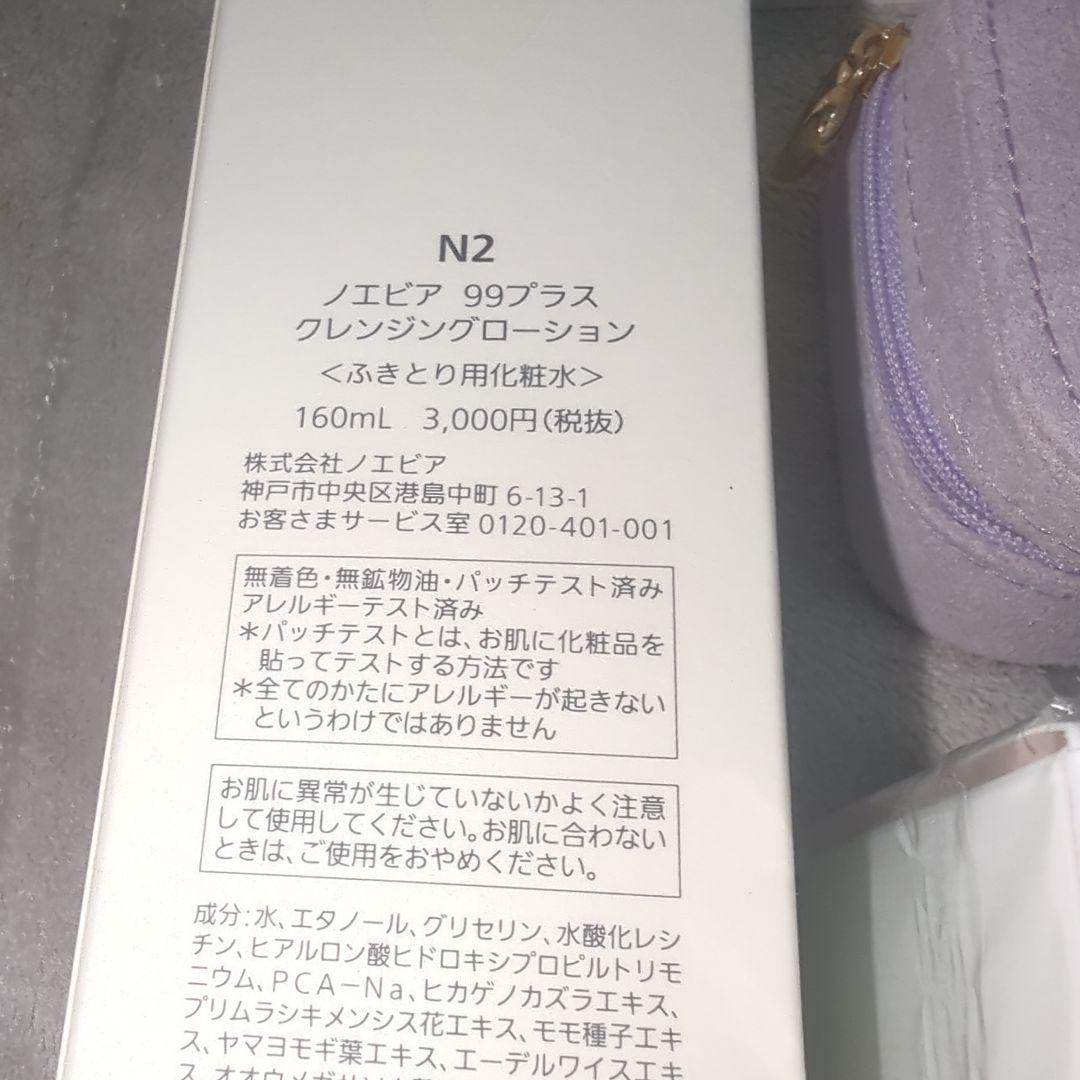 N2
ノエビア 99プラス
クレンジングローション
＜ふきとり用化粧水＞
160mL 3,000円(税抜)
株式会社ノエビア
神戸市中央区港島中町 6-13-1
お客さまサービス室 0120-401-001
無着色・無鉱物油・パッチテスト済み
アレルギーテスト済み
＊パッチテストとは、お肌に化粧品を
貼ってテストする方法です
＊全てのかたにアレルギーが起きない
というわけではありません
お肌に異常が生じていないかよく注意
して使用してください。お肌に合わない
ときは、ご使用をおやめください。
成分：水、エタノール、グリセリン、水酸化レシ
チン、ヒアルロン酸ヒドロキシプロピルトリモ
ニウム、PCA－Na、ヒカゲノカズラエキス、
プリムラシキメンシス花エキス、モモ種子エキ
ス、ヤマヨモギ葉エキス、エーデルワイスエキ